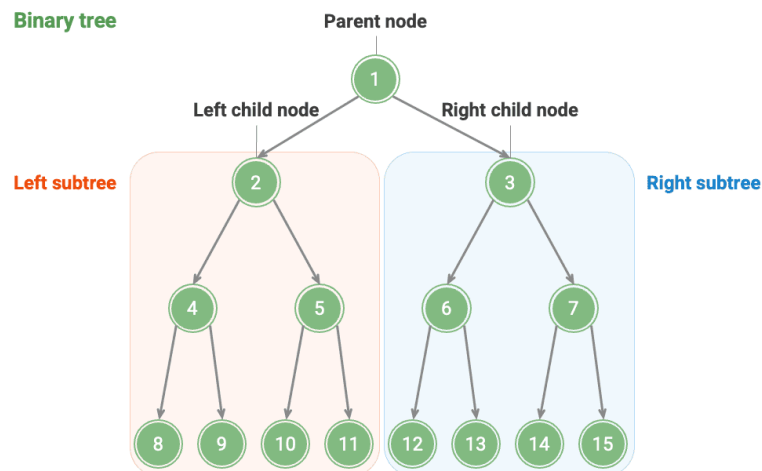 Binary tree
Parent node
1
Left child node
Right child node
Left subtree
2
3
Right subtree
4
5
6
7
8
9
10
11
12
13
14
15